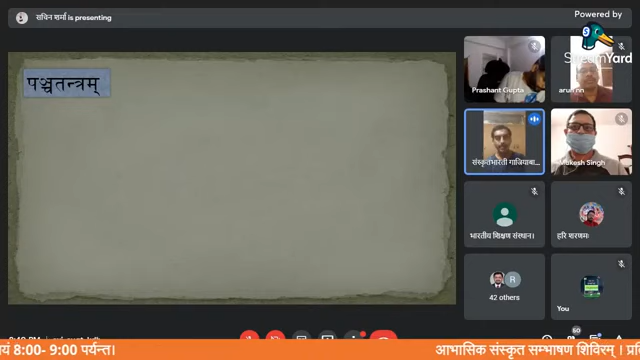 सचिन शर्मा is presenting
Powered by
StreamYard
पञ्चतन्त्रम्
Prashant Gupta
संस्कृतभारती गाजियाबा...
Mukesh Singh
भारतीय शिक्षण संस्थान।
हरि शरणमः
R
42 others
You
50
यं 8:00- 9:00 पर्यन्त।
आभासिक संस्कृत सम्भाषण शिविरम् !